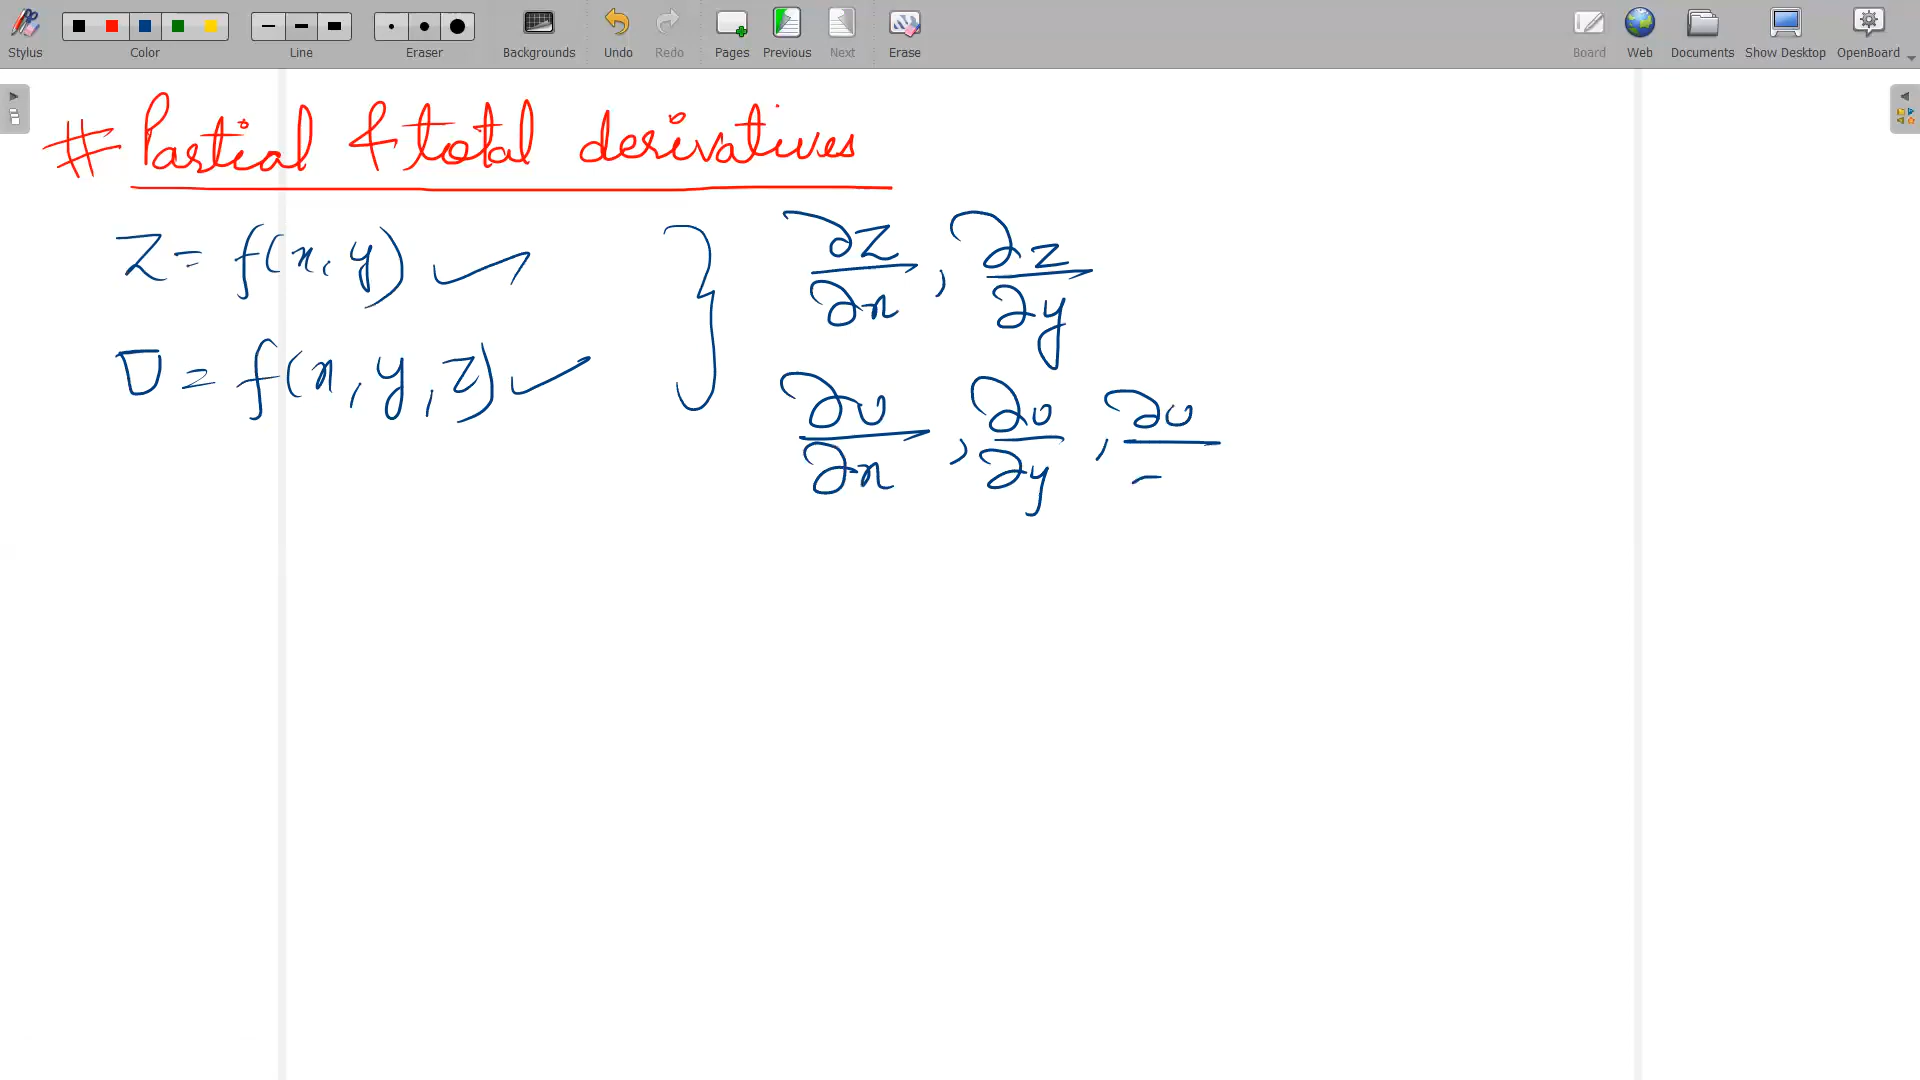 Stylus Color Line Eraser Backgrounds Undo Redo Pages Previous Next Erase Board Web Documents Show Desktop OpenBoard
# Partial & total derivatives
Z = f(x, y) ✓ } ∂Z/∂x , ∂z/∂y
U = f(x, y, z) ✓ ∂U/∂x , ∂U/∂y , ∂U/